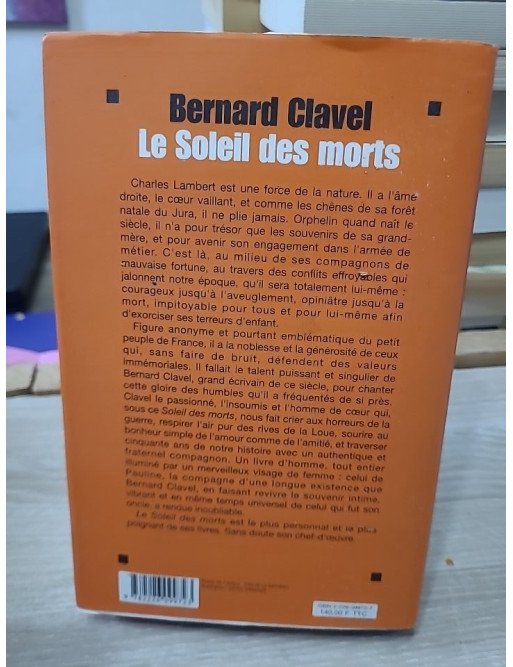 Bernard Clavel
Le Soleil des morts
Charles Lambert est une force de la nature. Il a l'âme
droite, le cœur vaillant, et comme les chênes de sa forêt
natale du Jura, il ne plie jamais. Orphelin quand naît le
siècle, il n'a pour trésor que les souvenirs de sa grand-
mère, et pour avenir son engagement dans l'armée de
métier. C'est là, au milieu de ses compagnons de
mauvaise fortune, au travers des conflits effroyables qui
jalonnent notre époque, qu'il sera totalement lui-même :
courageux jusqu'à l'aveuglement, opiniâtre jusqu'à la
mort, impitoyable pour tous et pour lui-même afin
d'exorciser ses terreurs d'enfant.
Figure anonyme et pourtant emblématique du petit
peuple de France, il a la noblesse et la générosité de ceux
qui, sans faire de bruit, défendent des valeurs
immémoriales. Il fallait le talent puissant et singulier de
Bernard Clavel, grand écrivain de ce siècle, pour chanter
cette gloire des humbles qu'il a fréquentés de si près.
Clavel le passionné, l'insoumis et l'homme de cœur qui,
sous ce Soleil des morts, nous fait crier aux horreurs de la
guerre, respirer l'air pur des rives de la Loue, sourire au
bonheur simple de l'amour comme de l'amitié, et traverser
cinquante ans de notre histoire avec un authentique et
fraternel compagnon. Un livre d'homme, tout entier
illuminé par un merveilleux visage de femme : celui de
Pauline, la compagne d'une longue existence que
Bernard Clavel, en faisant revivre le souvenir intime,
vibrant et en même temps universel de celui qui fut son
oncle, a rendue inoubliable.
Le Soleil des morts est le plus personnel et le plus
poignant de ses livres. Sans doute son chef-d'œuvre.
ISBN
140,00 F TTC